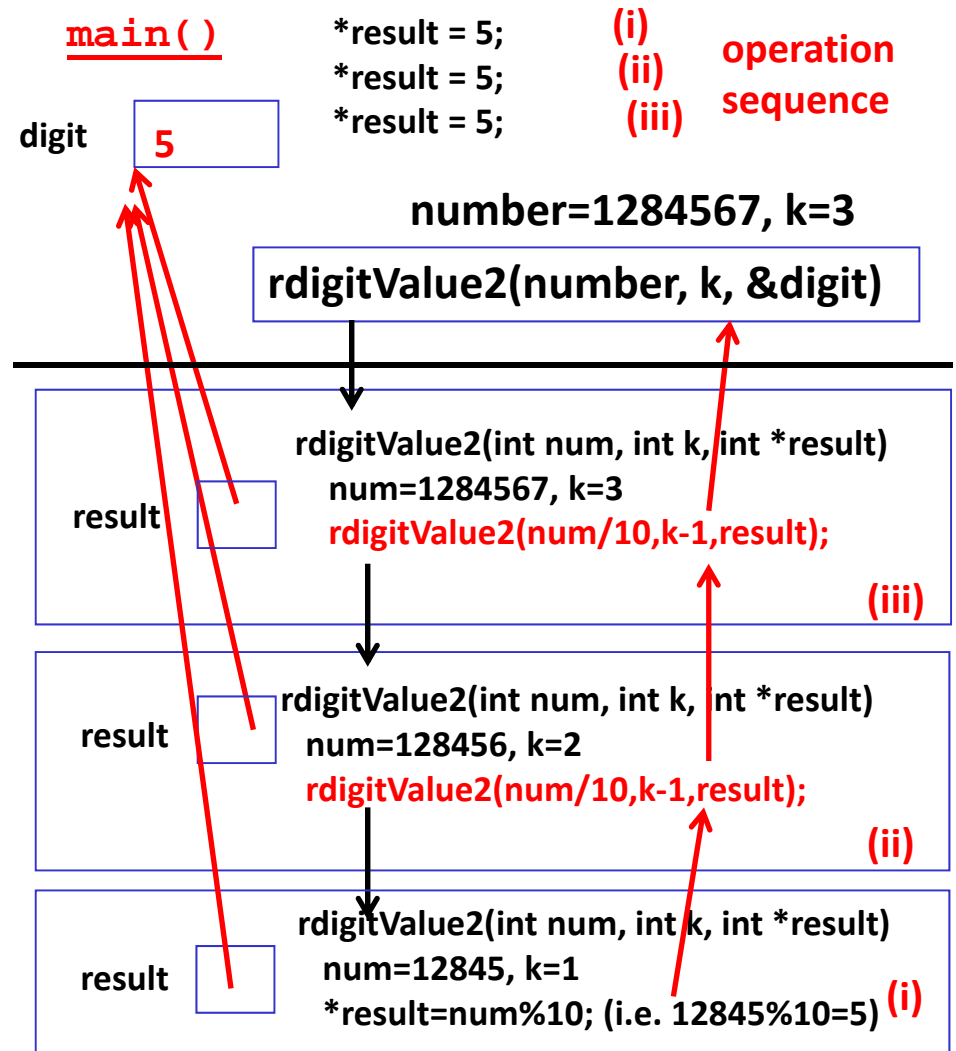 main()
*result = 5; (i)
*result = 5; (ii)
*result = 5; (iii)
operation
sequence
digit 5
number=1284567, k=3
rdigitValue2(number, k, &digit)
rdigitValue2(int num, int k, int *result)
num=1284567, k=3
result
rdigitValue2(num/10,k-1,result);
(iii)
rdigitValue2(int num, int k, int *result)
result
num=128456, k=2
rdigitValue2(num/10,k-1,result);
(ii)
rdigitValue2(int num, int k, int *result)
result
num=12845, k=1
*result=num%10; (i.e. 12845%10=5) (i)